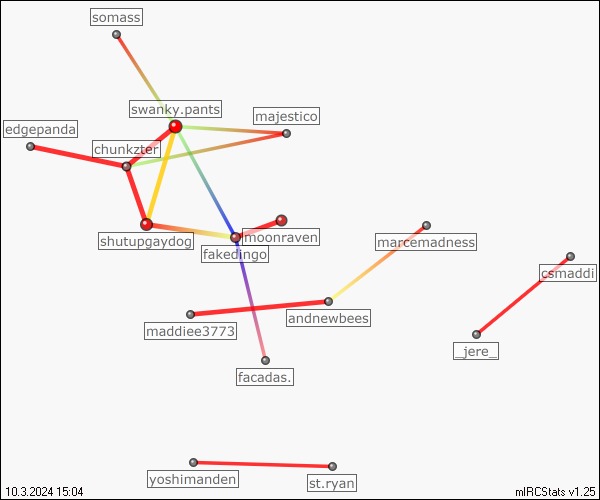 somass
swanky.pants
majestico
edgepanda
chunkzter
shutupgaydog
moonraven
fakedingo
marcemadness
csmaddi
andnewbees
maddiee3773
_jere_
facadas.
yoshimanden
st.ryan
10.3.2024 15:04
mIRCStats v1.25